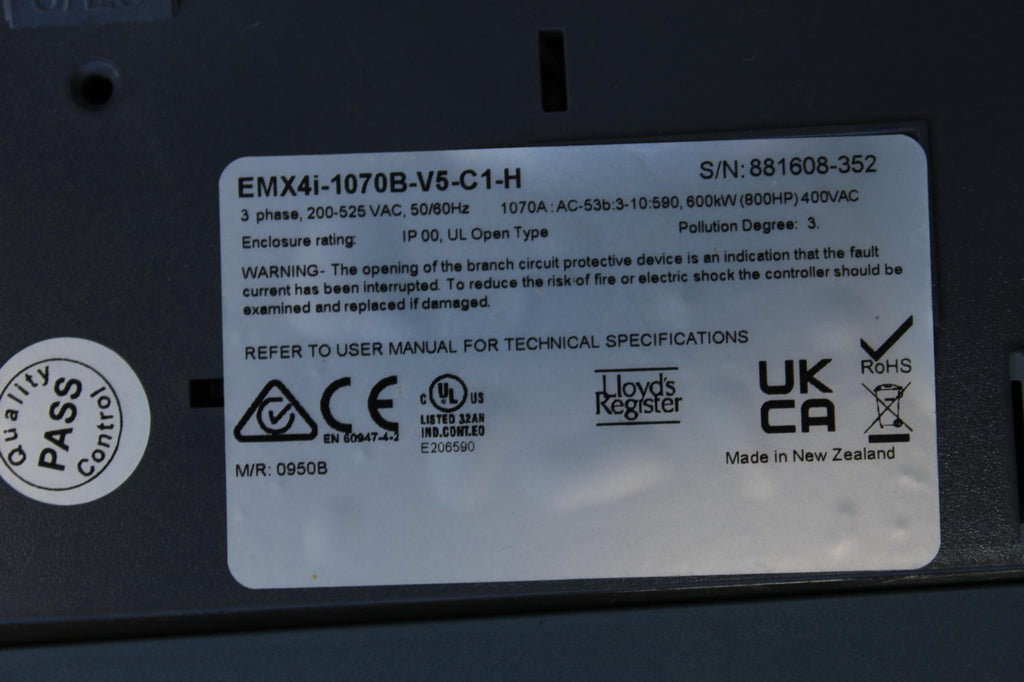 EMX4i-1070B-V5-C1-H
S/N: 881608-352
3 phase, 200-525 VAC, 50/60Hz 1070A : AC-53b:3-10:590, 600kW (800HP) 400VAC
Enclosure rating: IP 00, UL Open Type Pollution Degree: 3.
WARNING- The opening of the branch circuit protective device is an indication that the fault
current has been interrupted. To reduce the risk of fire or electric shock the controller should be
examined and replaced if damaged.
REFER TO USER MANUAL FOR TECHNICAL SPECIFICATIONS
CE
EN 60947-4-2
C UL US
LISTED 32AH
IND.CONT.EQ
E206590
Lloyd's
Register
UK
CA
RoHS
M/R: 0950B
Made in New Zealand
Quality
PASS
Control